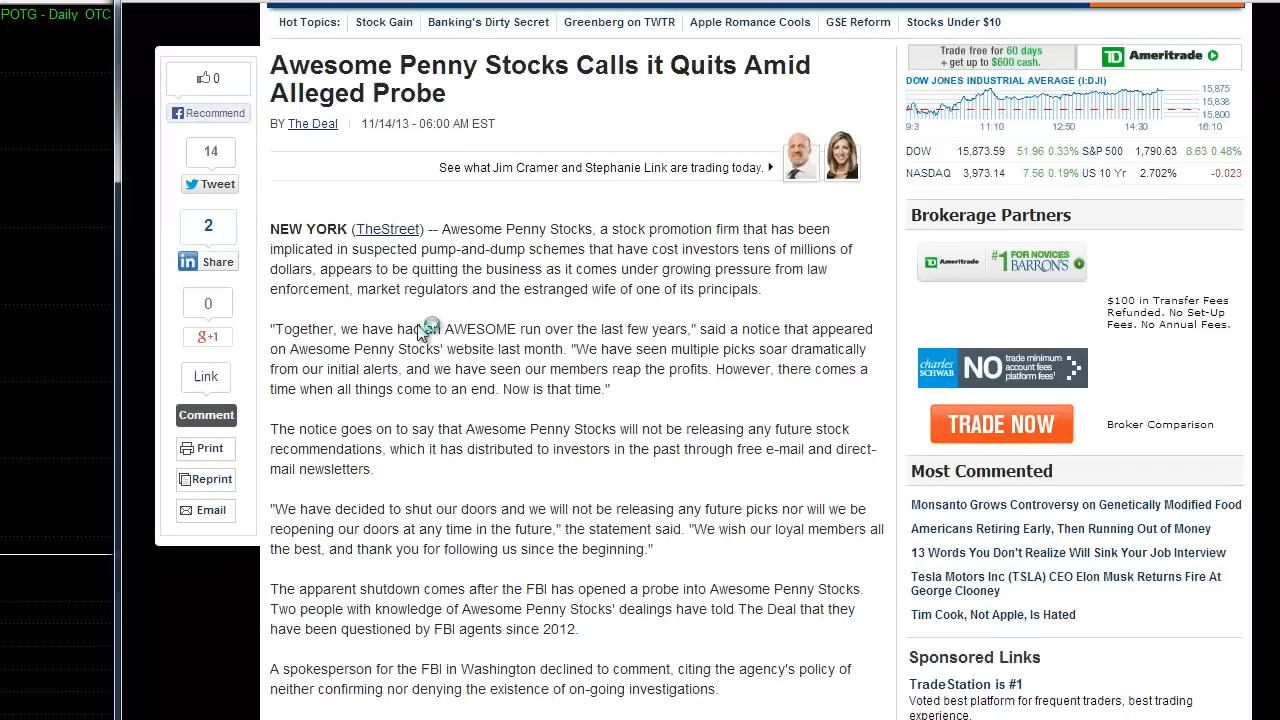 POTG - Daily OTC
Hot Topics: Stock Gain Banking's Dirty Secret Greenberg on TWTR Apple Romance Cools GSE Reform Stocks Under $10
Awesome Penny Stocks Calls it Quits Amid
Alleged Probe
BY The Deal 11/14/13 - 06:00 AM EST
See what Jim Cramer and Stephanie Link are trading today.
0
Recommend
14
Tweet
2
in Share
0
g+1
Link
Comment
Print
Reprint
Email
NEW YORK (TheStreet) -- Awesome Penny Stocks, a stock promotion firm that has been
implicated in suspected pump-and-dump schemes that have cost investors tens of millions of
dollars, appears to be quitting the business as it comes under growing pressure from law
enforcement, market regulators and the estranged wife of one of its principals.
"Together, we have had an AWESOME run over the last few years," said a notice that appeared
on Awesome Penny Stocks' website last month. "We have seen multiple picks soar dramatically
from our initial alerts, and we have seen our members reap the profits. However, there comes a
time when all things come to an end. Now is that time."
The notice goes on to say that Awesome Penny Stocks will not be releasing any future stock
recommendations, which it has distributed to investors in the past through free e-mail and direct-
mail newsletters.
"We have decided to shut our doors and we will not be releasing any future picks nor will we be
reopening our doors at any time in the future," the statement said. "We wish our loyal members all
the best, and thank you for following us since the beginning."
The apparent shutdown comes after the FBI has opened a probe into Awesome Penny Stocks.
Two people with knowledge of Awesome Penny Stocks' dealings have told The Deal that they
have been questioned by FBI agents since 2012.
A spokesperson for the FBI in Washington declined to comment, citing the agency's policy of
neither confirming nor denying the existence of on-going investigations.
Trade free for 60 days
+ get up to $600 cash.
TD Ameritrade
DOW JONES INDUSTRIAL AVERAGE (I:DJI)
15,875
15,838
15,800
9:3 11:10 12:50 14:30 16:10
DOW 15,873.59 51.96 0.33% S&P 500 1,790.63 8.63 0.48%
NASDAQ 3,973.14 7.56 0.19% US 10 Yr 2.702% -0.023
Brokerage Partners
TD Ameritrade #1 FOR NOVICES
BARRON'S
$100 in Transfer Fees
Refunded. No Set-Up
Fees. No Annual Fees.
charles
SCHWAB
NO trade minimum
account fees
platform fees!
TRADE NOW
Broker Comparison
Most Commented
Monsanto Grows Controversy on Genetically Modified Food
Americans Retiring Early, Then Running Out of Money
13 Words You Don't Realize Will Sink Your Job Interview
Tesla Motors Inc (TSLA) CEO Elon Musk Returns Fire At
George Clooney
Tim Cook, Not Apple, Is Hated
Sponsored Links
TradeStation is #1
Voted best platform for frequent traders, best trading
experience.